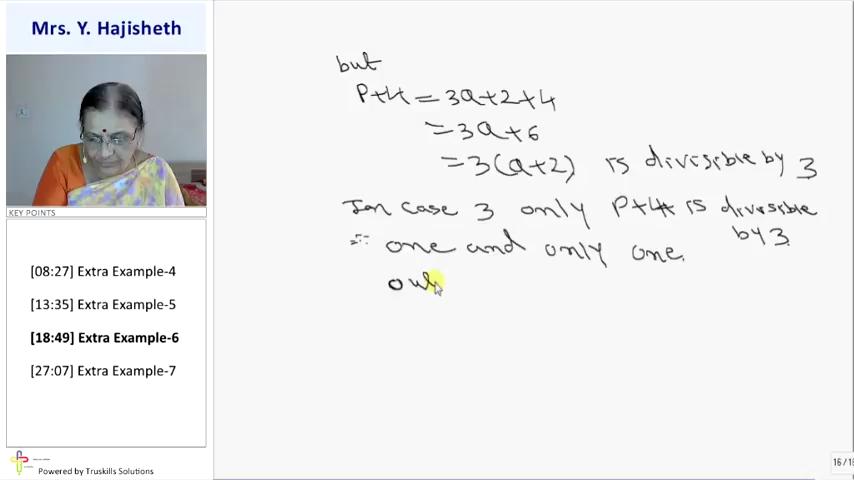 Mrs. Y. Hajisheth
KEY POINTS
[08:27] Extra Example-4
[13:35] Extra Example-5
[18:49] Extra Example-6
[27:07] Extra Example-7
Powered by Truskills Solutions
but
P+4 = 3a+2+4
= 3a+6
= 3(a+2) is divisible by 3
In case 3 only P+4 is divisible
by 3
∴ one and only one
out
16/1